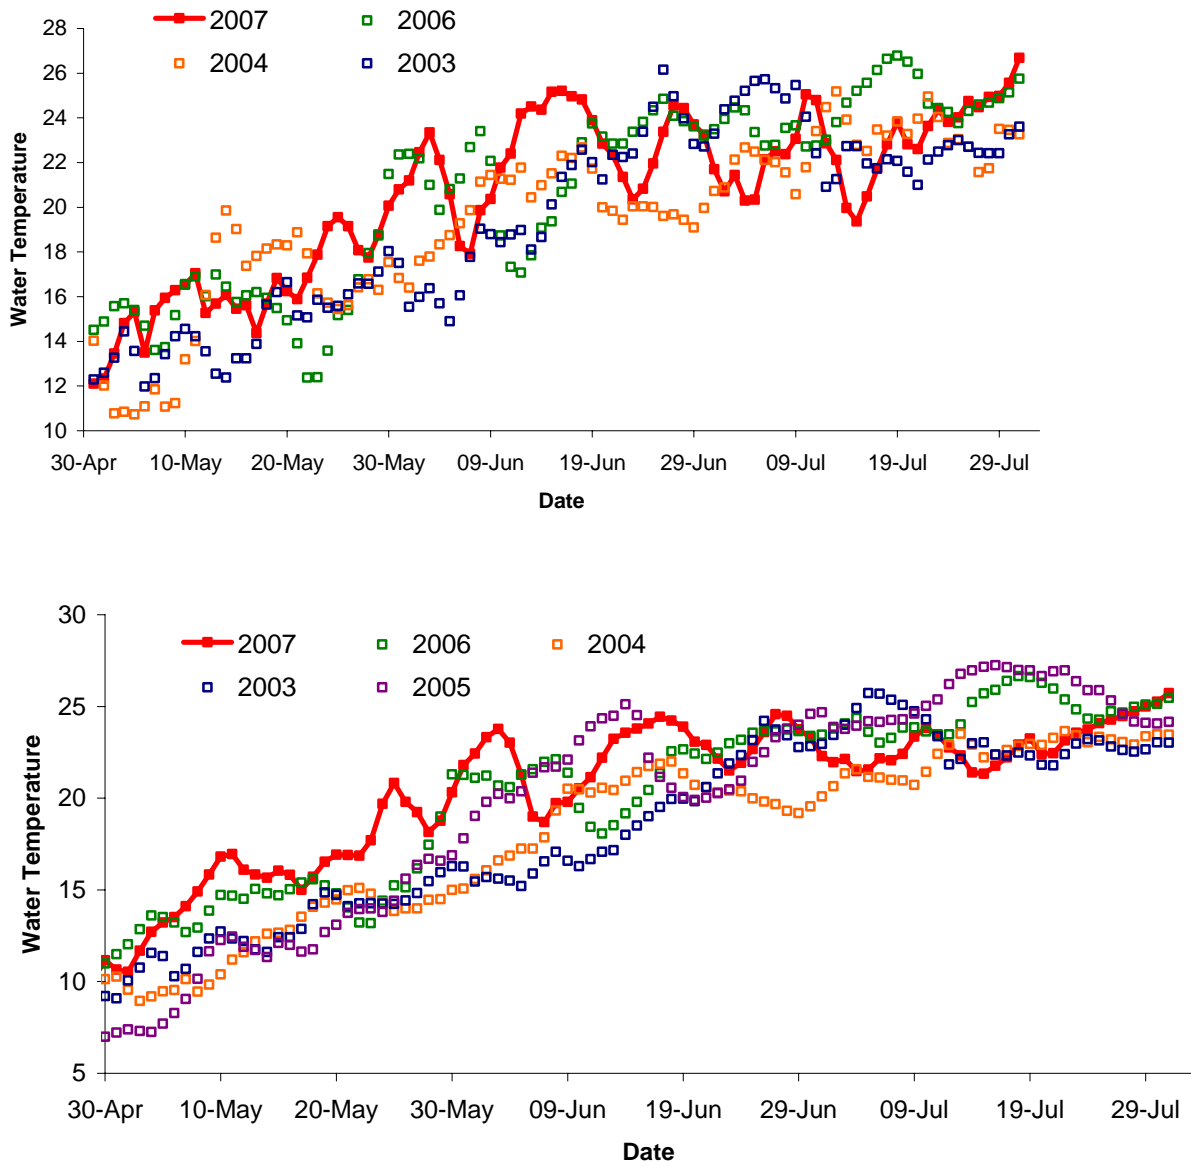 2007 2006
2004 2003
28
26
24
22
20
18
16
14
12
10
Water Temperature
30-Apr 10-May 20-May 30-May 09-Jun 19-Jun 29-Jun 09-Jul 19-Jul 29-Jul
Date
30
25
20
15
10
5
2007 2006 2004
2003 2005
Water Temperature
30-Apr 10-May 20-May 30-May 09-Jun 19-Jun 29-Jun 09-Jul 19-Jul 29-Jul
Date